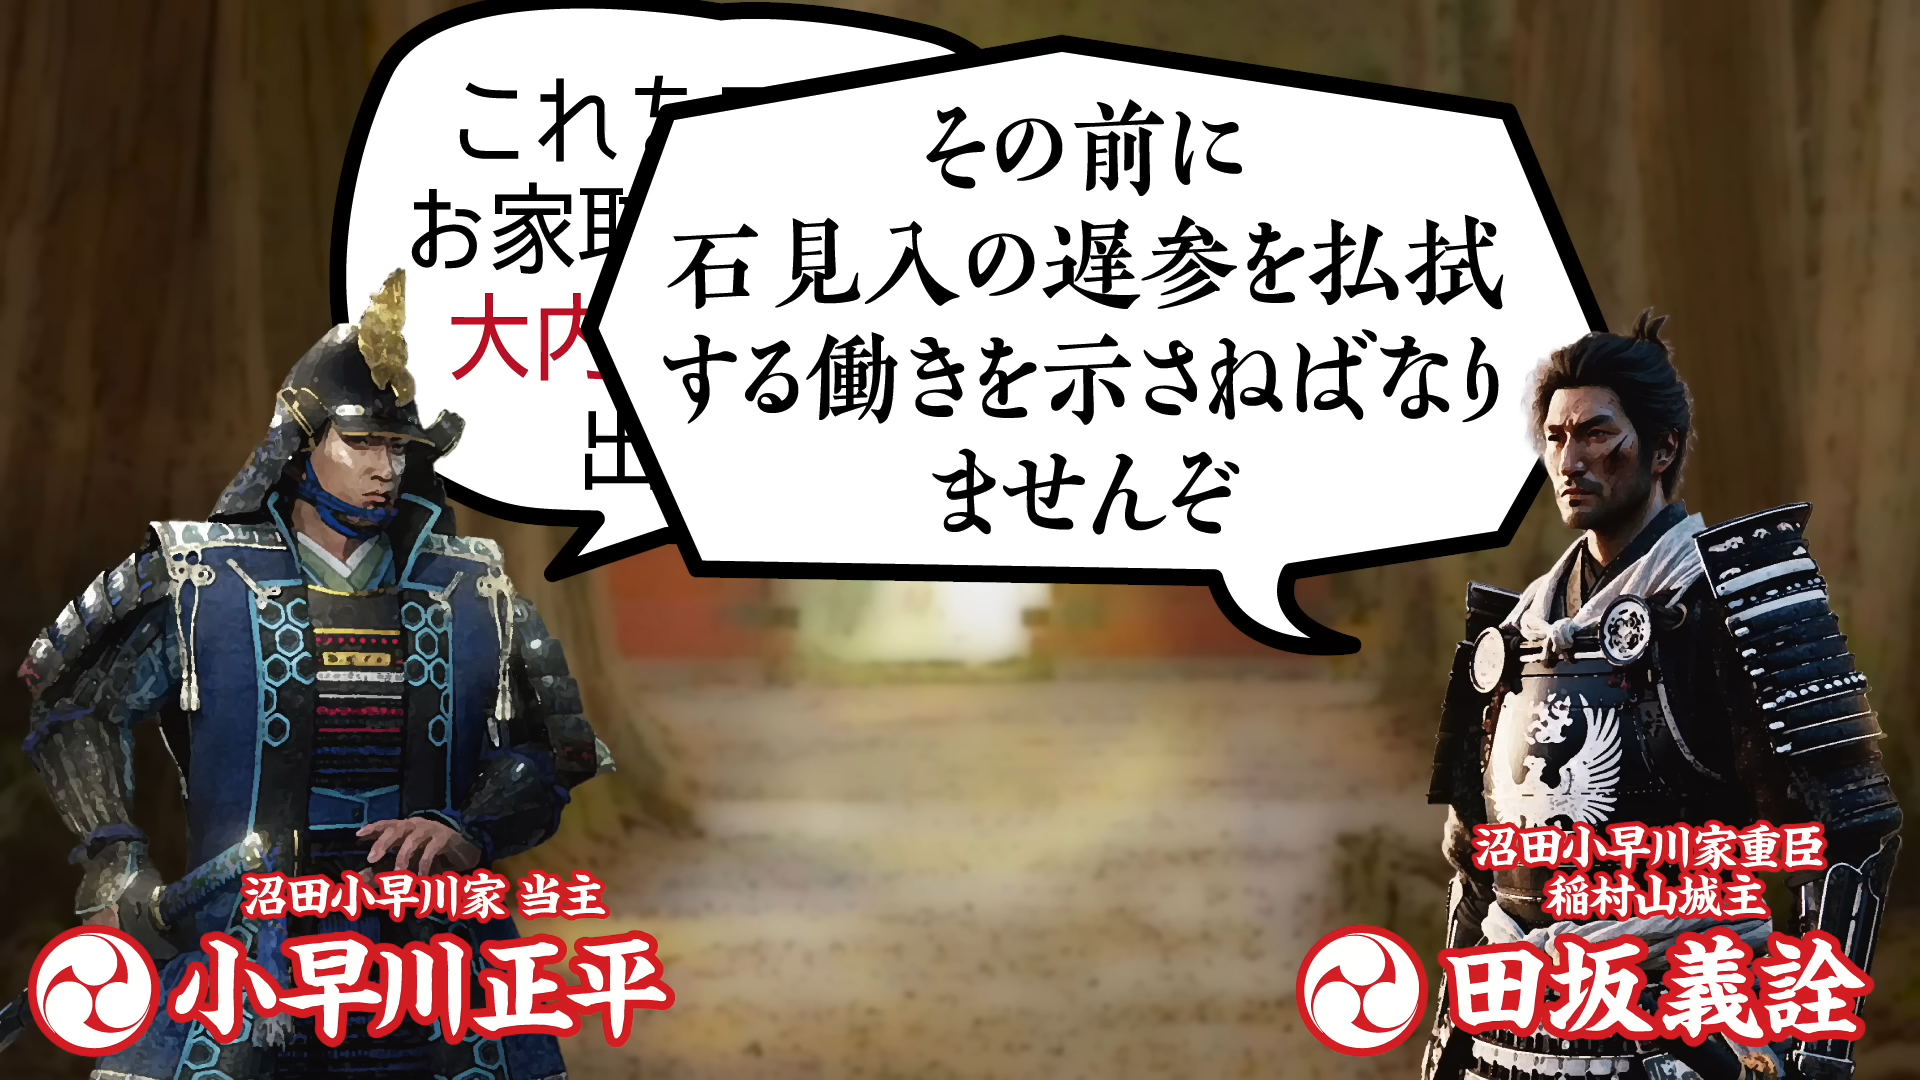 これも
お家取
大内
出
その前に
石見入の遅参を払拭
する働きを示さねばなり
ませんぞ
沼田小早川家 当主
小早川正平
沼田小早川家重臣
稲村山城主
田坂義詮